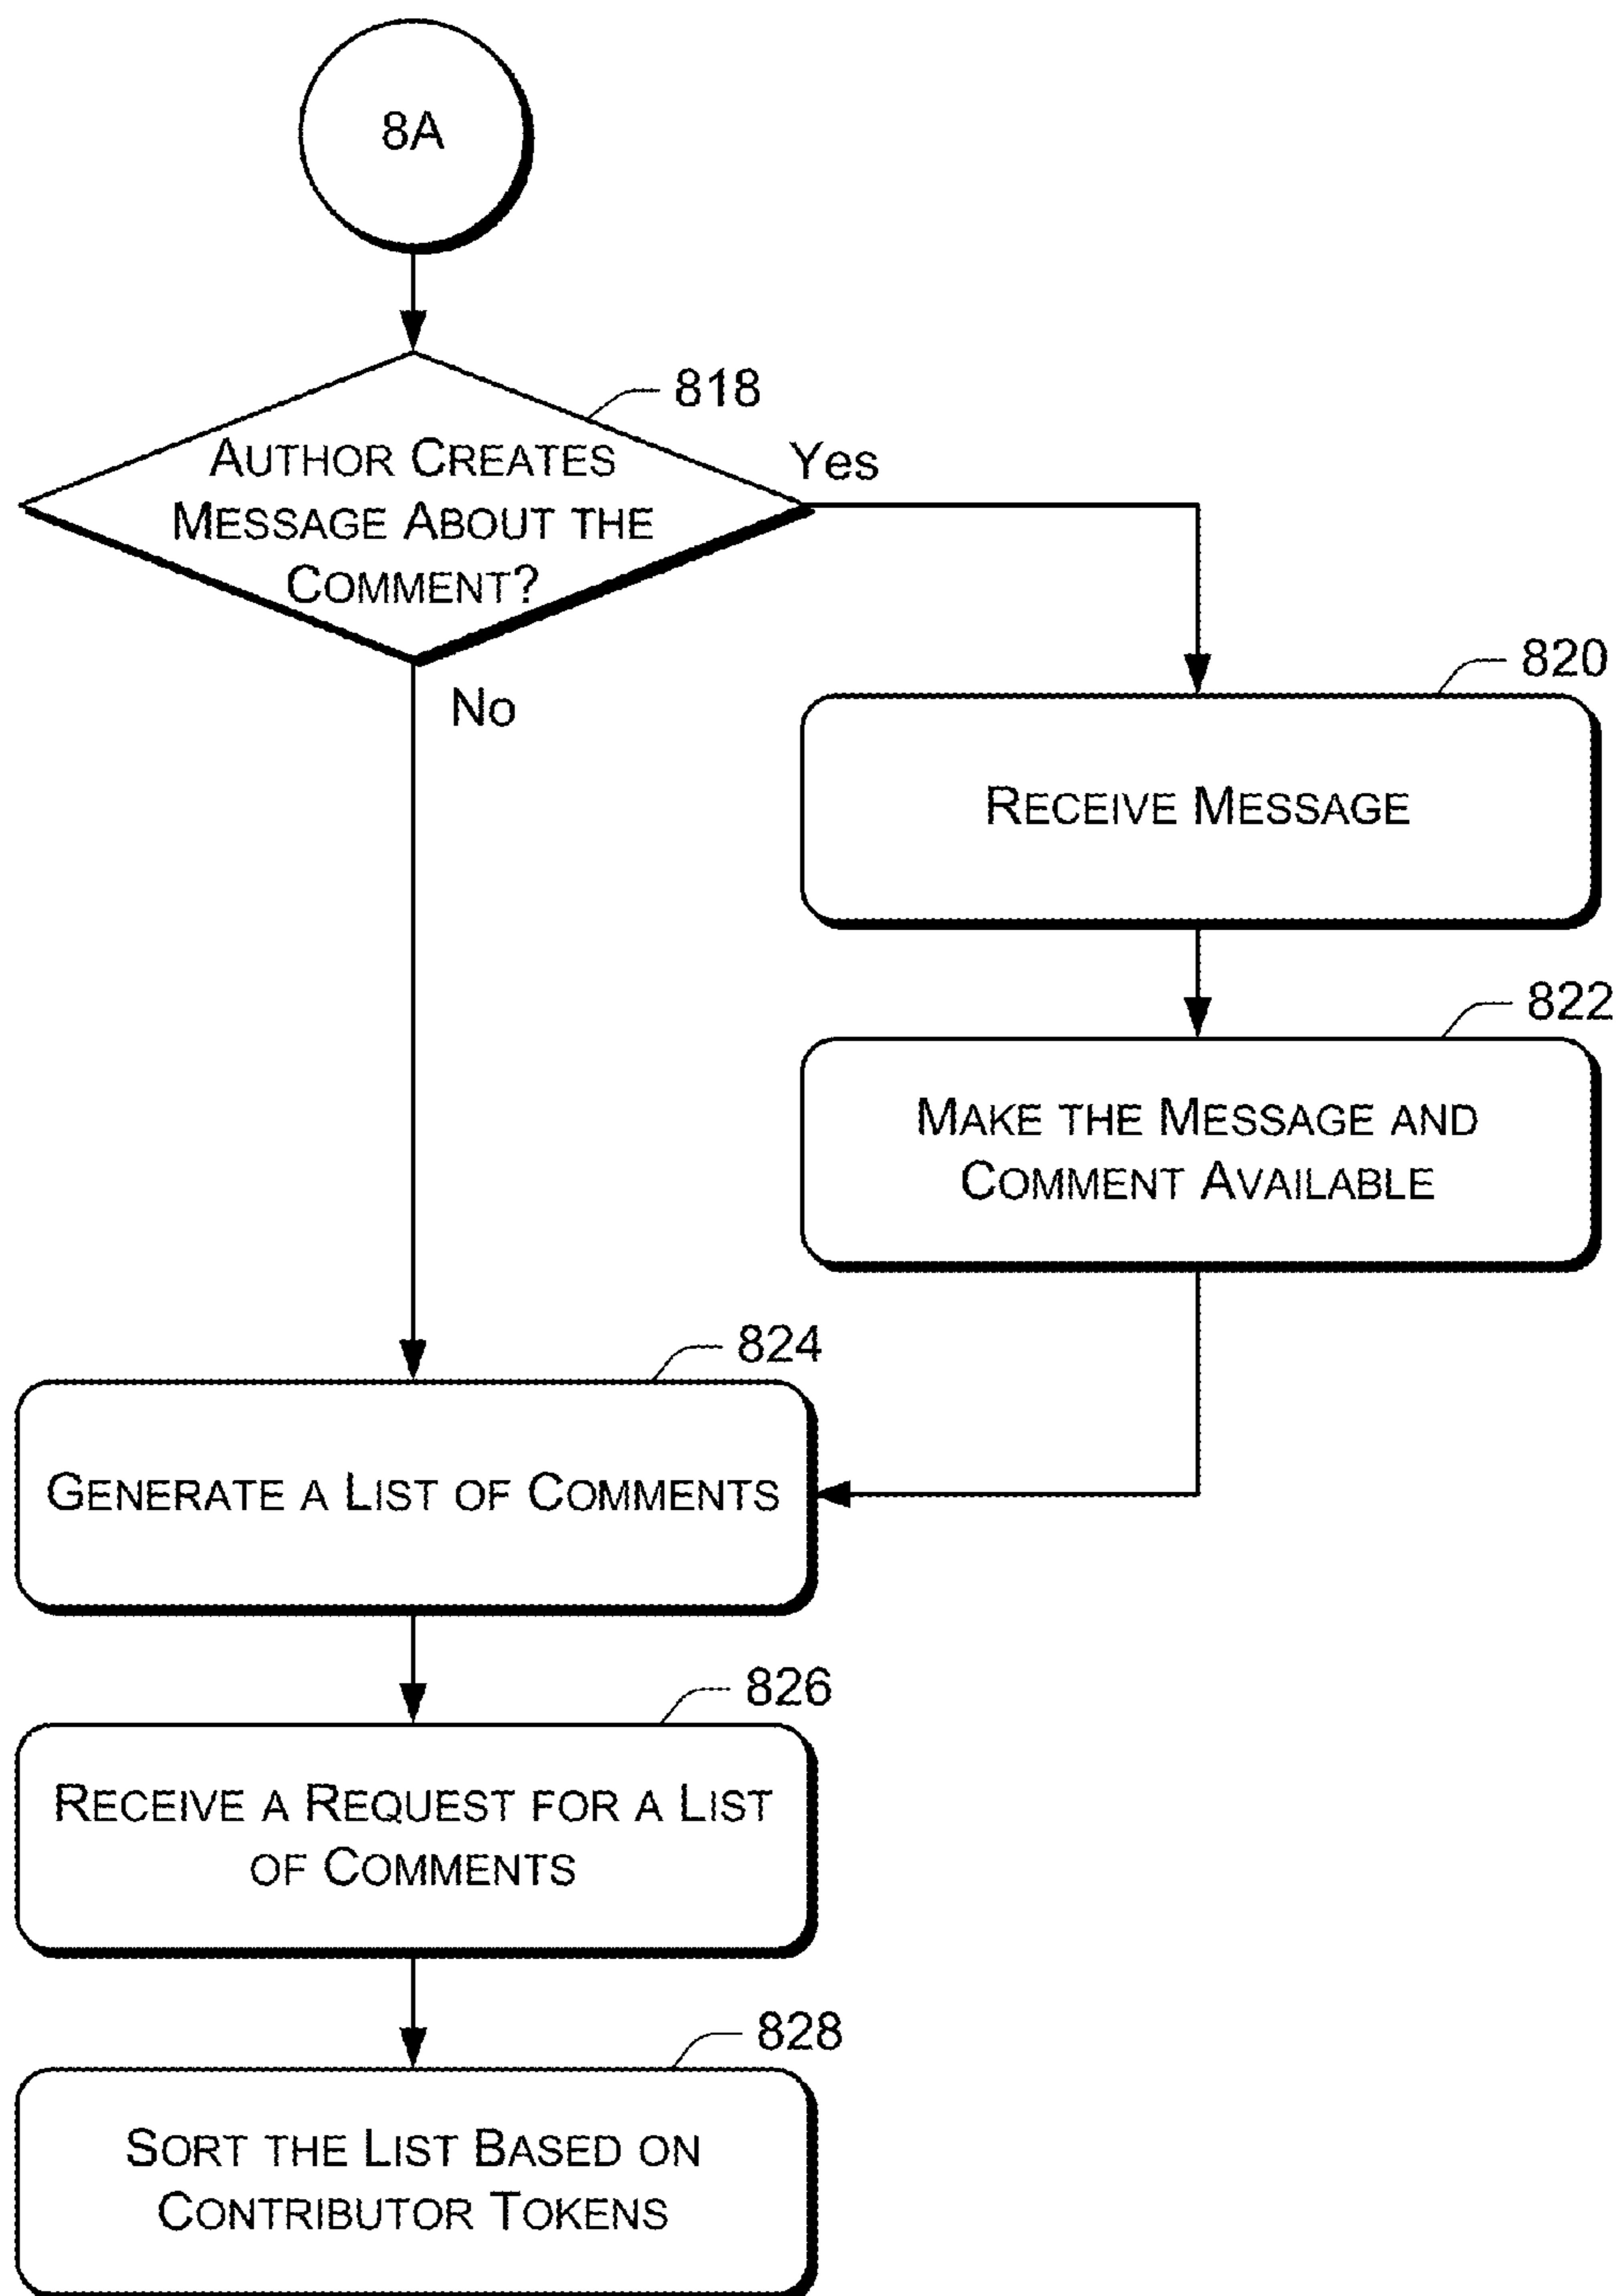 8A
818
AUTHOR CREATES
MESSAGE ABOUT THE
COMMENT?
Yes
No
820
RECEIVE MESSAGE
822
MAKE THE MESSAGE AND
COMMENT AVAILABLE
824
GENERATE A LIST OF COMMENTS
826
RECEIVE A REQUEST FOR A LIST
OF COMMENTS
828
SORT THE LIST BASED ON
CONTRIBUTOR TOKENS